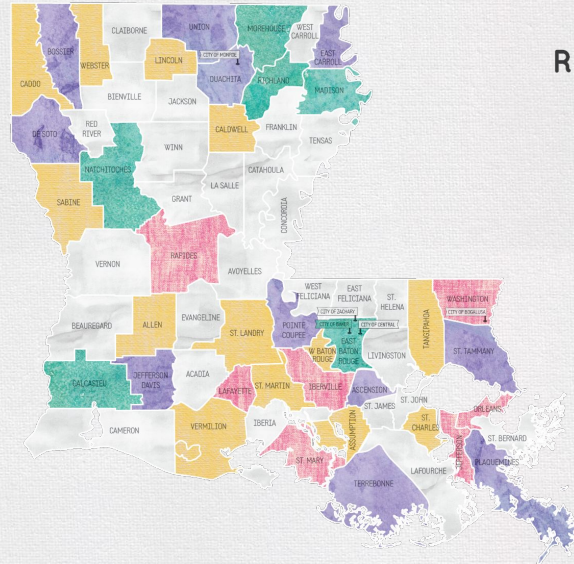 R
CLAIBORNE
UNION
MOREHOUSE
WEST
CARROLL
EAST
CARROLL
BOSSIER
WEBSTER
LINCOLN
CITY OF MONROE
CADDO
OUACHITA
RICHLAND
MADISON
BIENVILLE
JACKSON
DE SOTO
RED
RIVER
CALDWELL
FRANKLIN
TENSAS
WINN
NATCHITOCHES
CATAHOULA
LA SALLE
SABINE
GRANT
CONCORDIA
RAPIDES
VERNON
AVOYELLES
WEST
FELICIANA
EAST
FELICIANA
ST.
HELENA
WASHINGTON
CITY OF ZACHARY
CITY OF BOGALUSA
BEAUREGARD
ALLEN
EVANGELINE
ST. LANDRY
POINTE
COUPEE
CITY OF BAKER
CITY OF CENTRAL
TANGIPAHOA
W BATON
ROUGE
EAST
BATON
ROUGE
LIVINGSTON
ST. TAMMANY
CALCASIEU
JEFFERSON
DAVIS
ACADIA
LAFAYETTE
ST. MARTIN
IBERVILLE
ASCENSION
ST. JAMES
ST. JOHN
ORLEANS
CAMERON
VERMILION
IBERIA
ASSUMPTION
ST.
CHARLES
JEFFERSON
ST. BERNARD
ST. MARY
TERREBONNE
LAFOURCHE
PLAQUEMINES